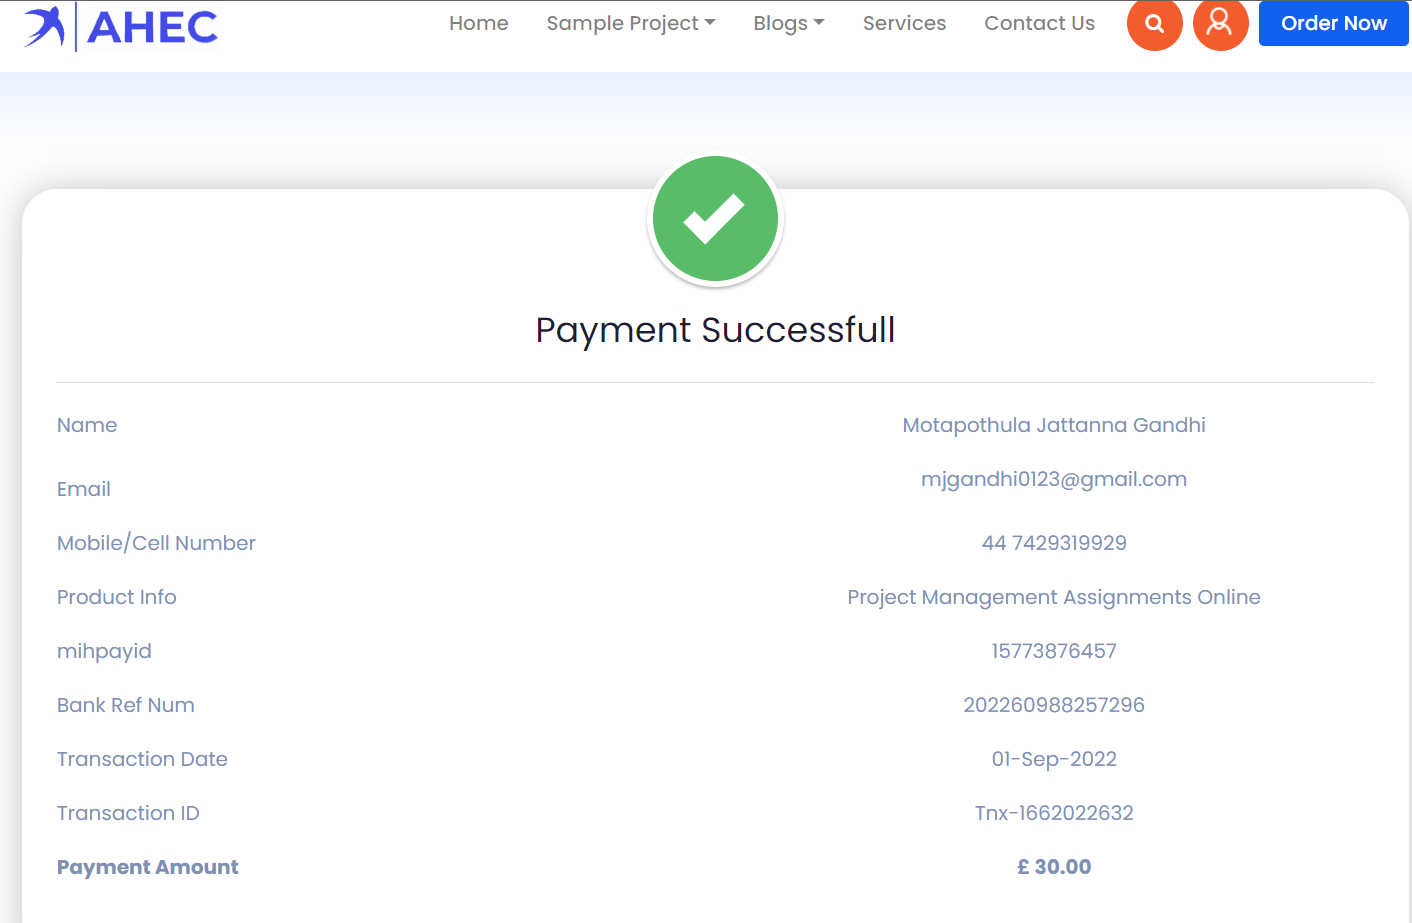 AHEC
Home Sample Project Blogs Services Contact Us Order Now
Payment Successfull
Name Motapothula Jattanna Gandhi
Email mjgandhi0123@gmail.com
Mobile/Cell Number 44 7429319929
Product Info Project Management Assignments Online
mihpayid 15773876457
Bank Ref Num 202260988257296
Transaction Date 01-Sep-2022
Transaction ID Tnx-1662022632
Payment Amount £ 30.00